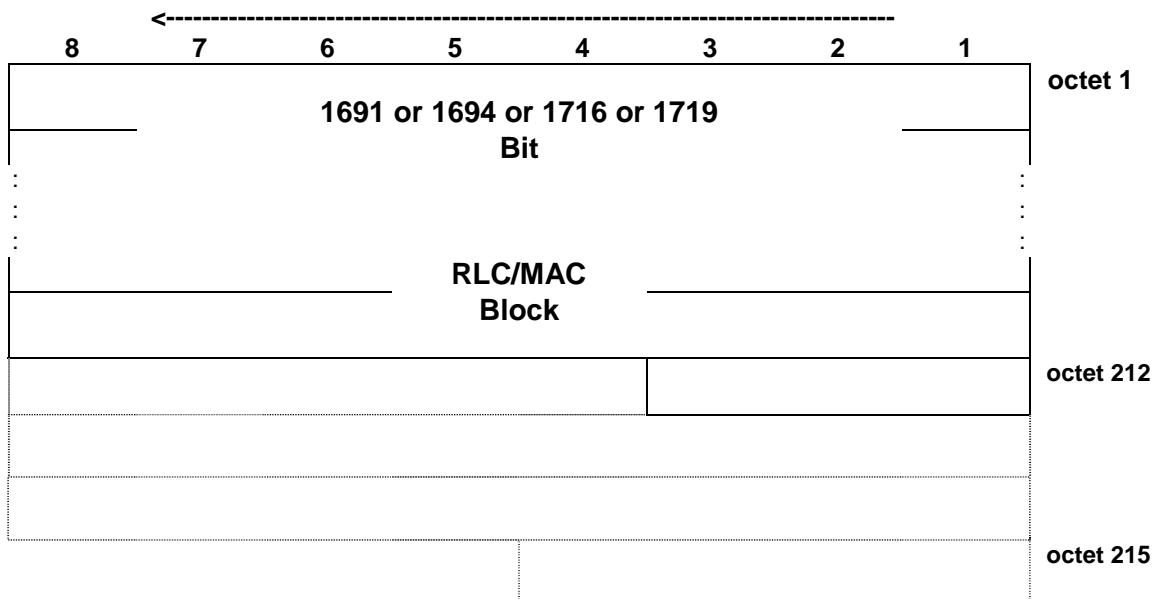 <---------------------------------------------------------------------------------
8 7 6 5 4 3 2 1
octet 1
1691 or 1694 or 1716 or 1719
Bit
: :
: :
: :
RLC/MAC
Block
octet 212
octet 215